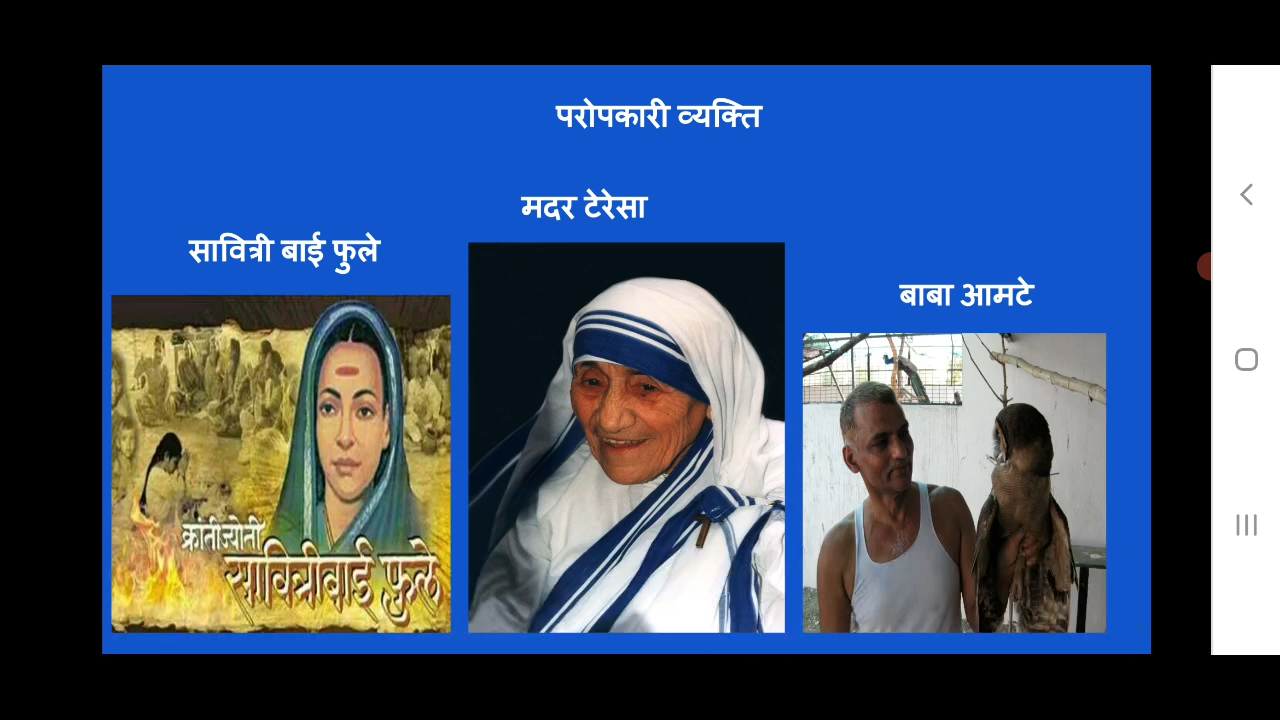 परोपकारी व्यक्ति
मदर टेरेसा
सावित्री बाई फुले
बाबा आमटे
क्रांतीज्योती
सावित्रीबाई फुले